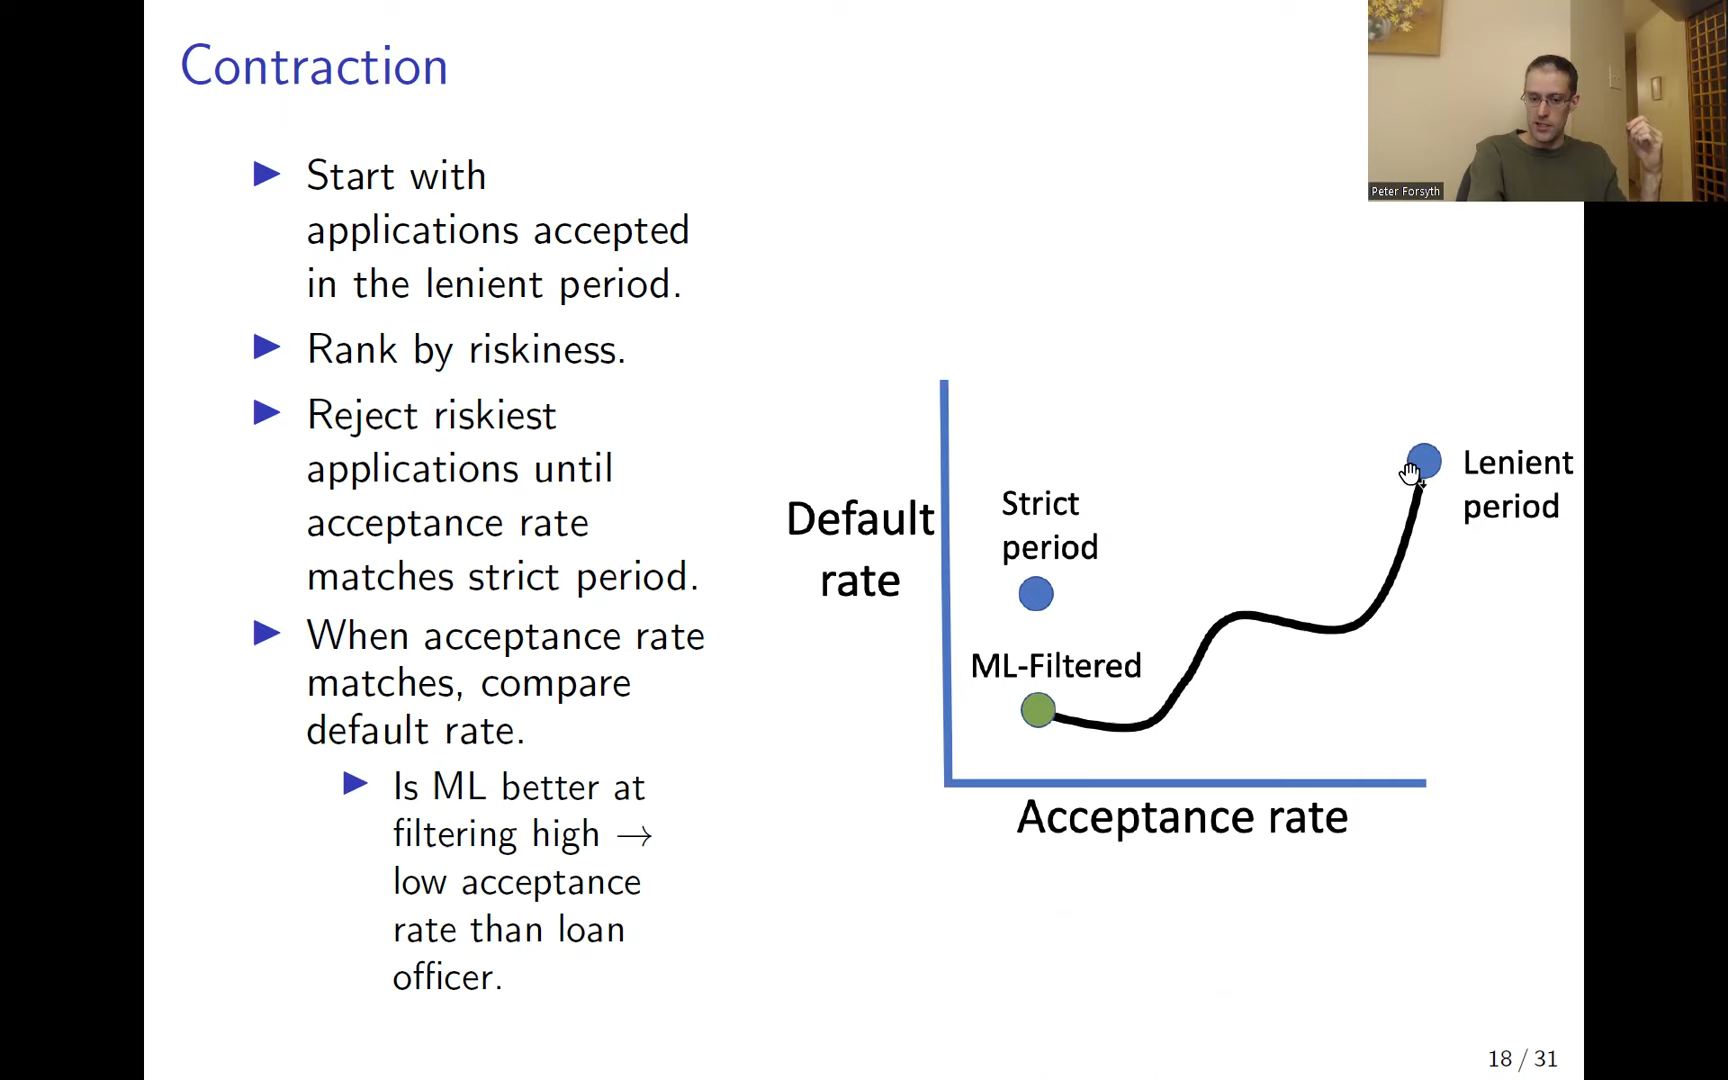 Contraction
▶ Start with
applications accepted
in the lenient period.
▶ Rank by riskiness.
▶ Reject riskiest
applications until
acceptance rate
matches strict period.
▶ When acceptance rate
matches, compare
default rate.
▶ Is ML better at
filtering high →
low acceptance
rate than loan
officer.
Default
rate
Strict
period
ML-Filtered
Lenient
period
Acceptance rate
Peter Forsyth
18 / 31